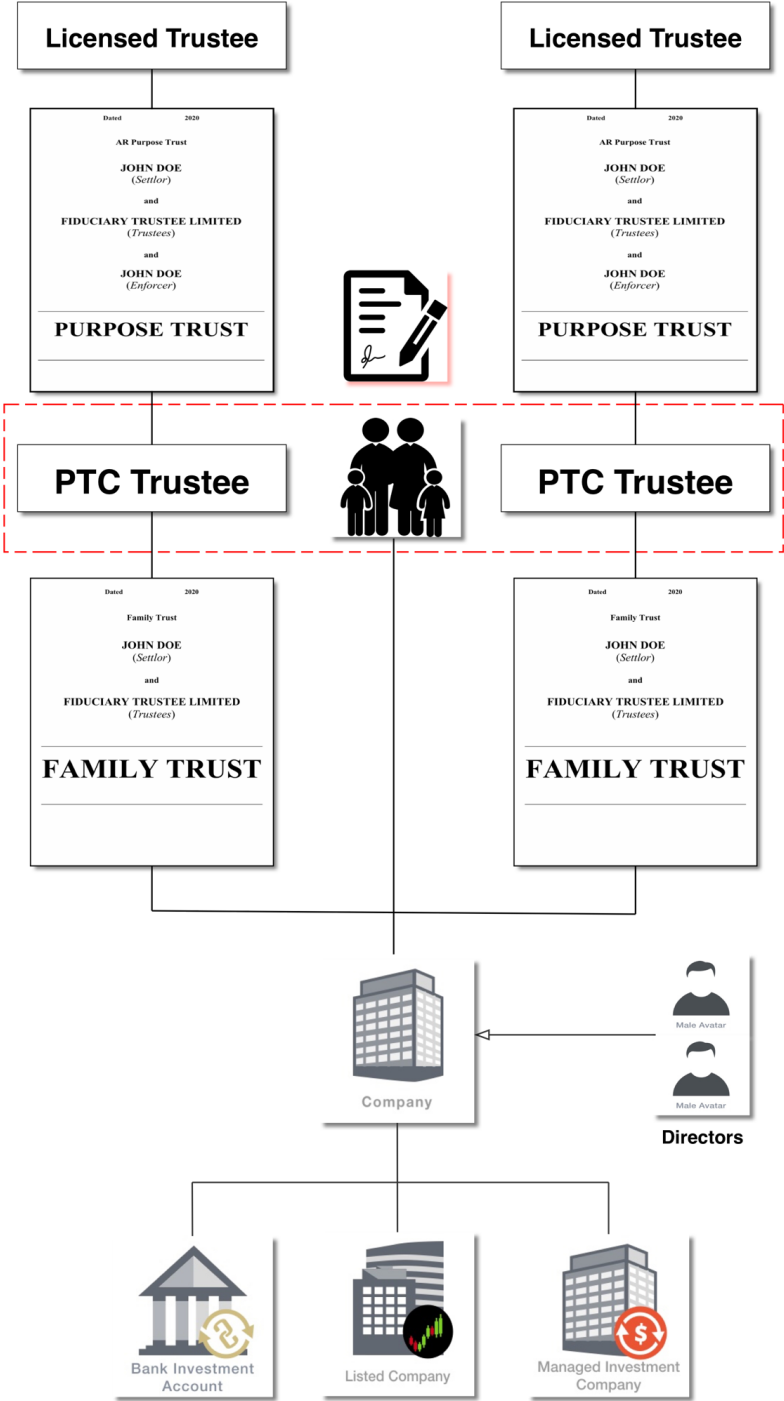 Licensed Trustee
Licensed Trustee
Dated 2020
AR Purpose Trust
JOHN DOE
(Settlor)
and
FIDUCIARY TRUSTEE LIMITED
(Trustees)
and
JOHN DOE
(Enforcer)
PURPOSE TRUST
Dated 2020
AR Purpose Trust
JOHN DOE
(Settlor)
and
FIDUCIARY TRUSTEE LIMITED
(Trustees)
and
JOHN DOE
(Enforcer)
PURPOSE TRUST
PTC Trustee
PTC Trustee
Dated 2020
Family Trust
JOHN DOE
(Settlor)
and
FIDUCIARY TRUSTEE LIMITED
(Trustees)
FAMILY TRUST
Dated 2020
Family Trust
JOHN DOE
(Settlor)
and
FIDUCIARY TRUSTEE LIMITED
(Trustees)
FAMILY TRUST
Company
Male Avatar
Male Avatar
Directors
Bank Investment
Account
Listed Company
Managed Investment
Company